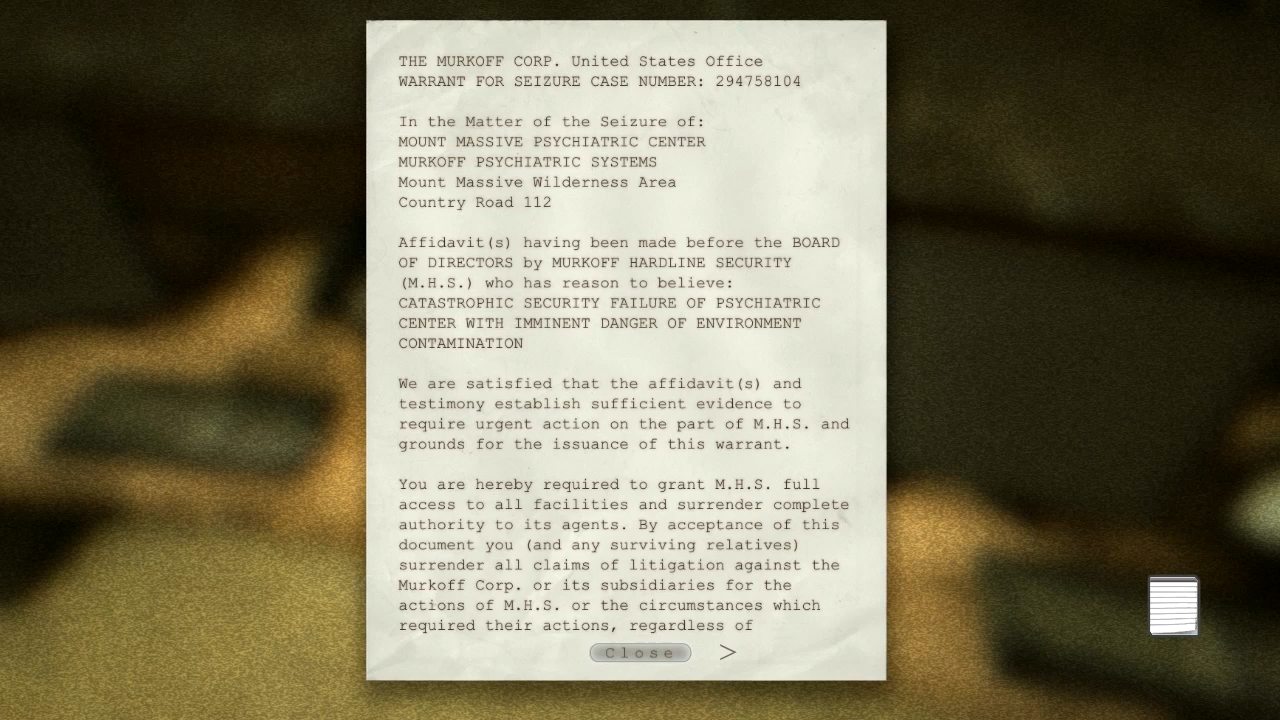 THE MURKOFF CORP. United States Office
WARRANT FOR SEIZURE CASE NUMBER: 294758104
In the Matter of the Seizure of:
MOUNT MASSIVE PSYCHIATRIC CENTER
MURKOFF PSYCHIATRIC SYSTEMS
Mount Massive Wilderness Area
Country Road 112
Affidavit(s) having been made before the BOARD
OF DIRECTORS by MURKOFF HARDLINE SECURITY
(M.H.S.) who has reason to believe:
CATASTROPHIC SECURITY FAILURE OF PSYCHIATRIC
CENTER WITH IMMINENT DANGER OF ENVIRONMENT
CONTAMINATION
We are satisfied that the affidavit(s) and
testimony establish sufficient evidence to
require urgent action on the part of M.H.S. and
grounds for the issuance of this warrant.
You are hereby required to grant M.H.S. full
access to all facilities and surrender complete
authority to its agents. By acceptance of this
document you (and any surviving relatives)
surrender all claims of litigation against the
Murkoff Corp. or its subsidiaries for the
actions of M.H.S. or the circumstances which
required their actions, regardless of
Close >